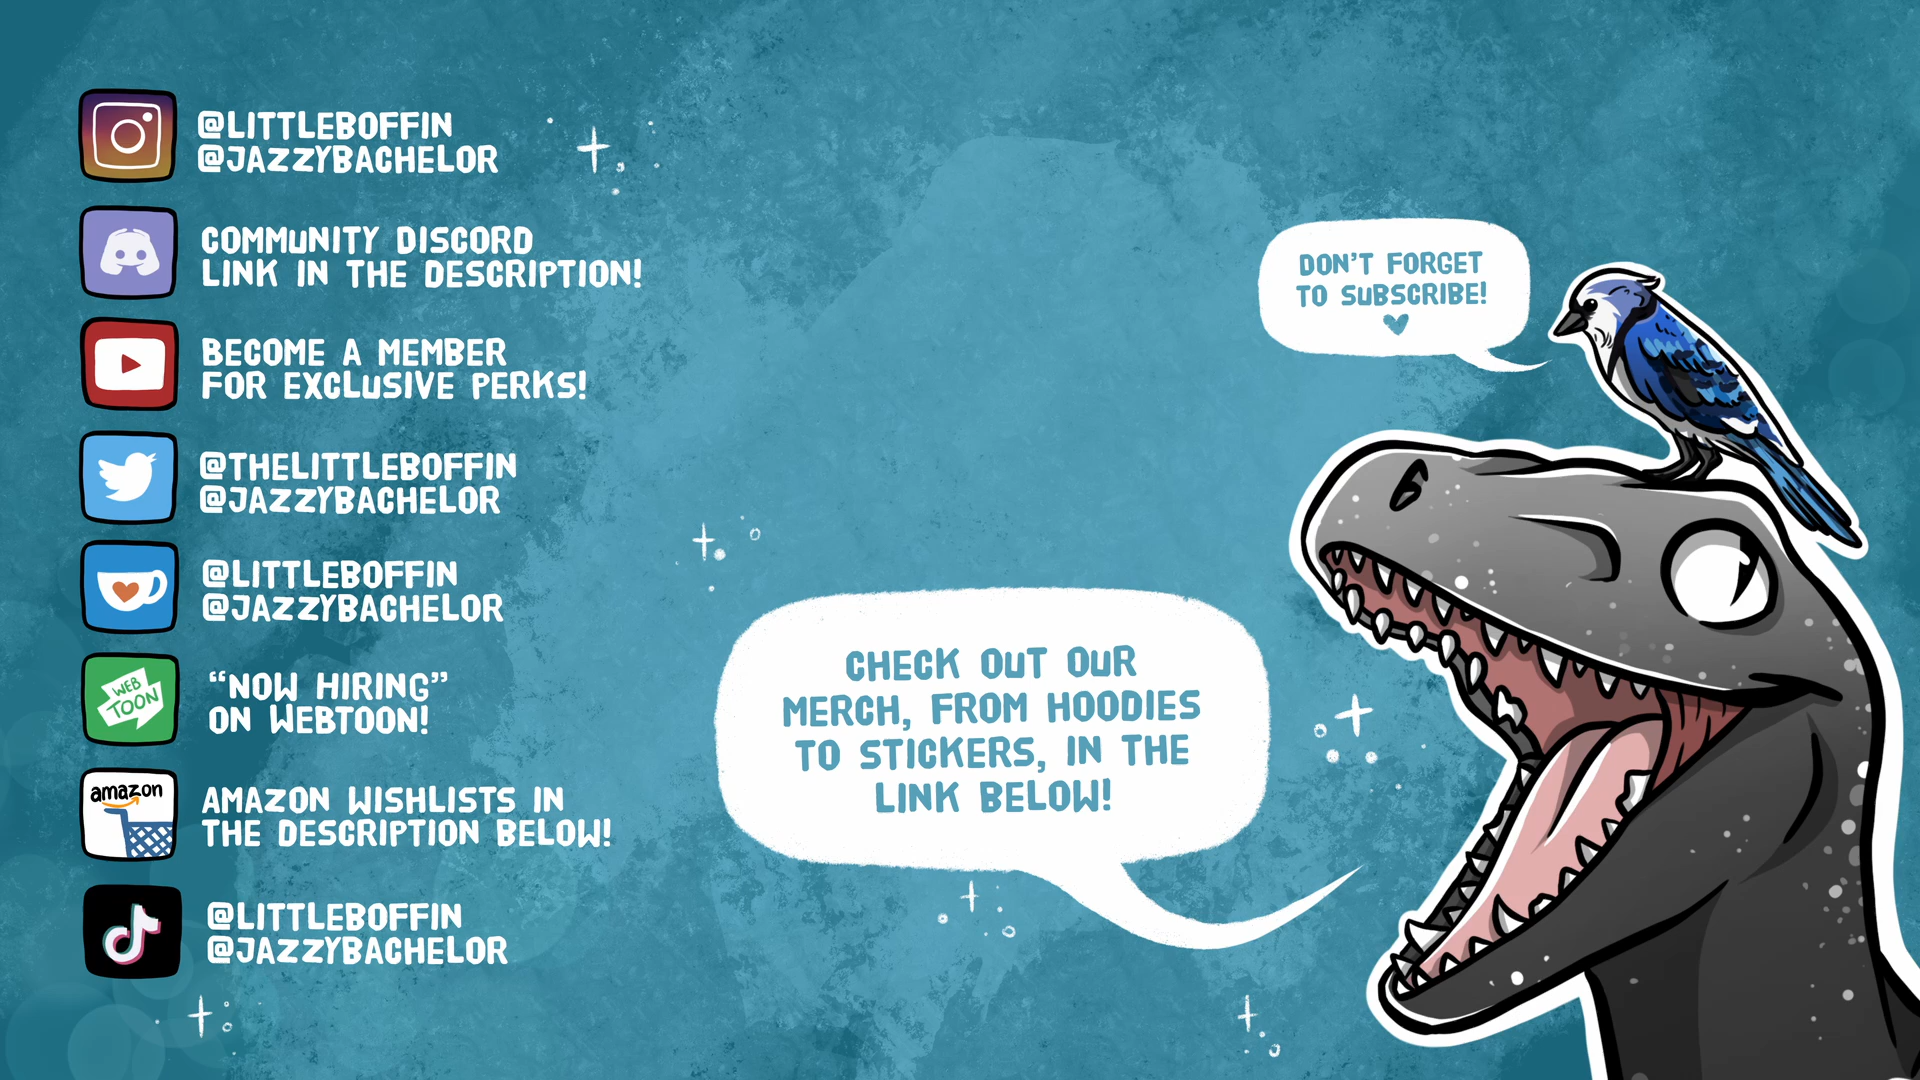 @LITTLEBOFFIN
@JAZZYBACHELOR
COMMUNITY DISCORD
LINK IN THE DESCRIPTION!
BECOME A MEMBER
FOR EXCLUSIVE PERKS!
@THELITTLEBOFFIN
@JAZZYBACHELOR
@LITTLEBOFFIN
@JAZZYBACHELOR
WEB
TOON
“NOW HIRING”
ON WEBTOON!
amazon
AMAZON WISHLISTS IN
THE DESCRIPTION BELOW!
@LITTLEBOFFIN
@JAZZYBACHELOR
DON'T FORGET
TO SUBSCRIBE!
CHECK OUT OUR
MERCH, FROM HOODIES
TO STICKERS, IN THE
LINK BELOW!